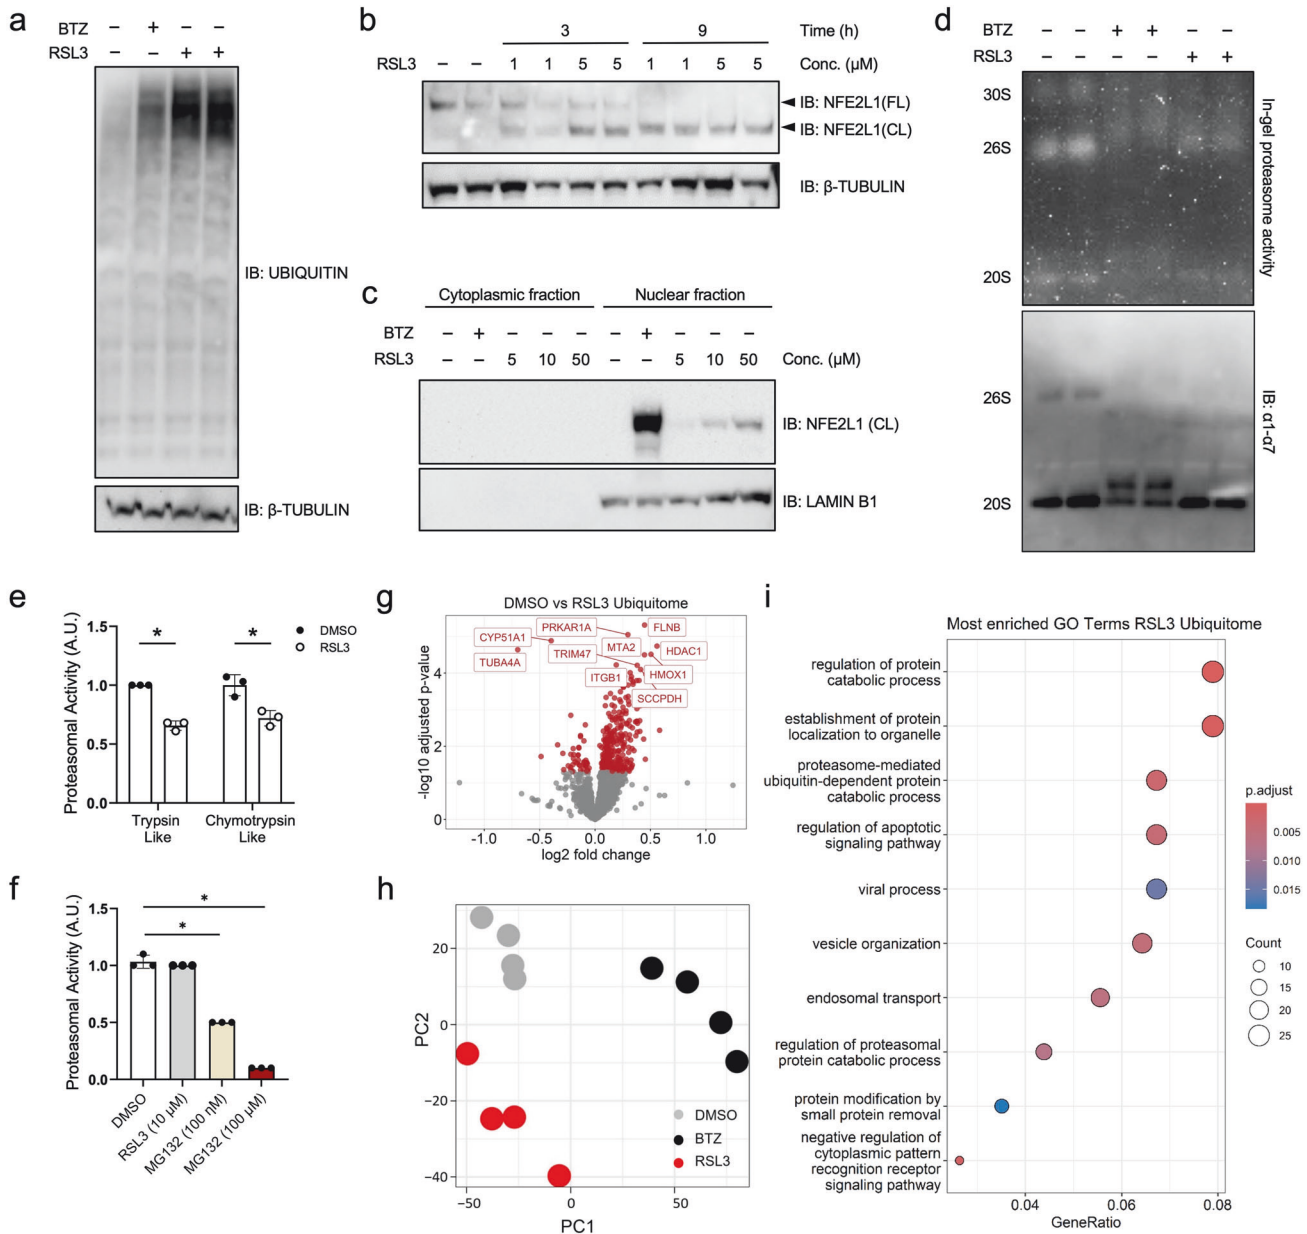 a
BTZ – + – –
RSL3 – – + +
IB: UBIQUITIN
IB: β-TUBULIN
b
3 9 Time (h)
RSL3 – – 1 1 5 5 1 1 5 5 Conc. (μM)
IB: NFE2L1(FL)
IB: NFE2L1(CL)
IB: β-TUBULIN
c
Cytoplasmic fraction Nuclear fraction
BTZ – + – – – – + – – –
RSL3 – – 5 10 50 – – 5 10 50 Conc. (μM)
IB: NFE2L1 (CL)
IB: LAMIN B1
d
BTZ – – + + – –
RSL3 – – – – + +
30S
26S
20S
In-gel proteasome activity
26S
20S
IB: α1-α7
e
Proteasomal Activity (A.U.)
1.5
1.0
0.5
0.0
* *
DMSO
RSL3
Trypsin
Like
Chymotrypsin
Like
f
Proteasomal Activity (A.U.)
1.5
1.0
0.5
0.0
*
*
DMSO
RSL3 (10 μM)
MG132 (100 nM)
MG132 (100 μM)
g
DMSO vs RSL3 Ubiquitome
-log10 adjusted p-value
4
2
0
PRKAR1A
FLNB
CYP51A1
MTA2
HDAC1
TUBA4A
TRIM47
ITGB1
HMOX1
SCCPDH
-1.0 -0.5 0.0 0.5 1.0
log2 fold change
h
PC2
20
0
−20
−40
DMSO
BTZ
RSL3
−50 0 50
PC1
i
Most enriched GO Terms RSL3 Ubiquitome
regulation of protein
catabolic process
establishment of protein
localization to organelle
proteasome-mediated
ubiquitin-dependent protein
catabolic process
regulation of apoptotic
signaling pathway
viral process
vesicle organization
endosomal transport
regulation of proteasomal
protein catabolic process
protein modification by
small protein removal
negative regulation of
cytoplasmic pattern
recognition receptor
signaling pathway
0.04 0.06 0.08
GeneRatio
p.adjust
0.005
0.010
0.015
Count
10
15
20
25